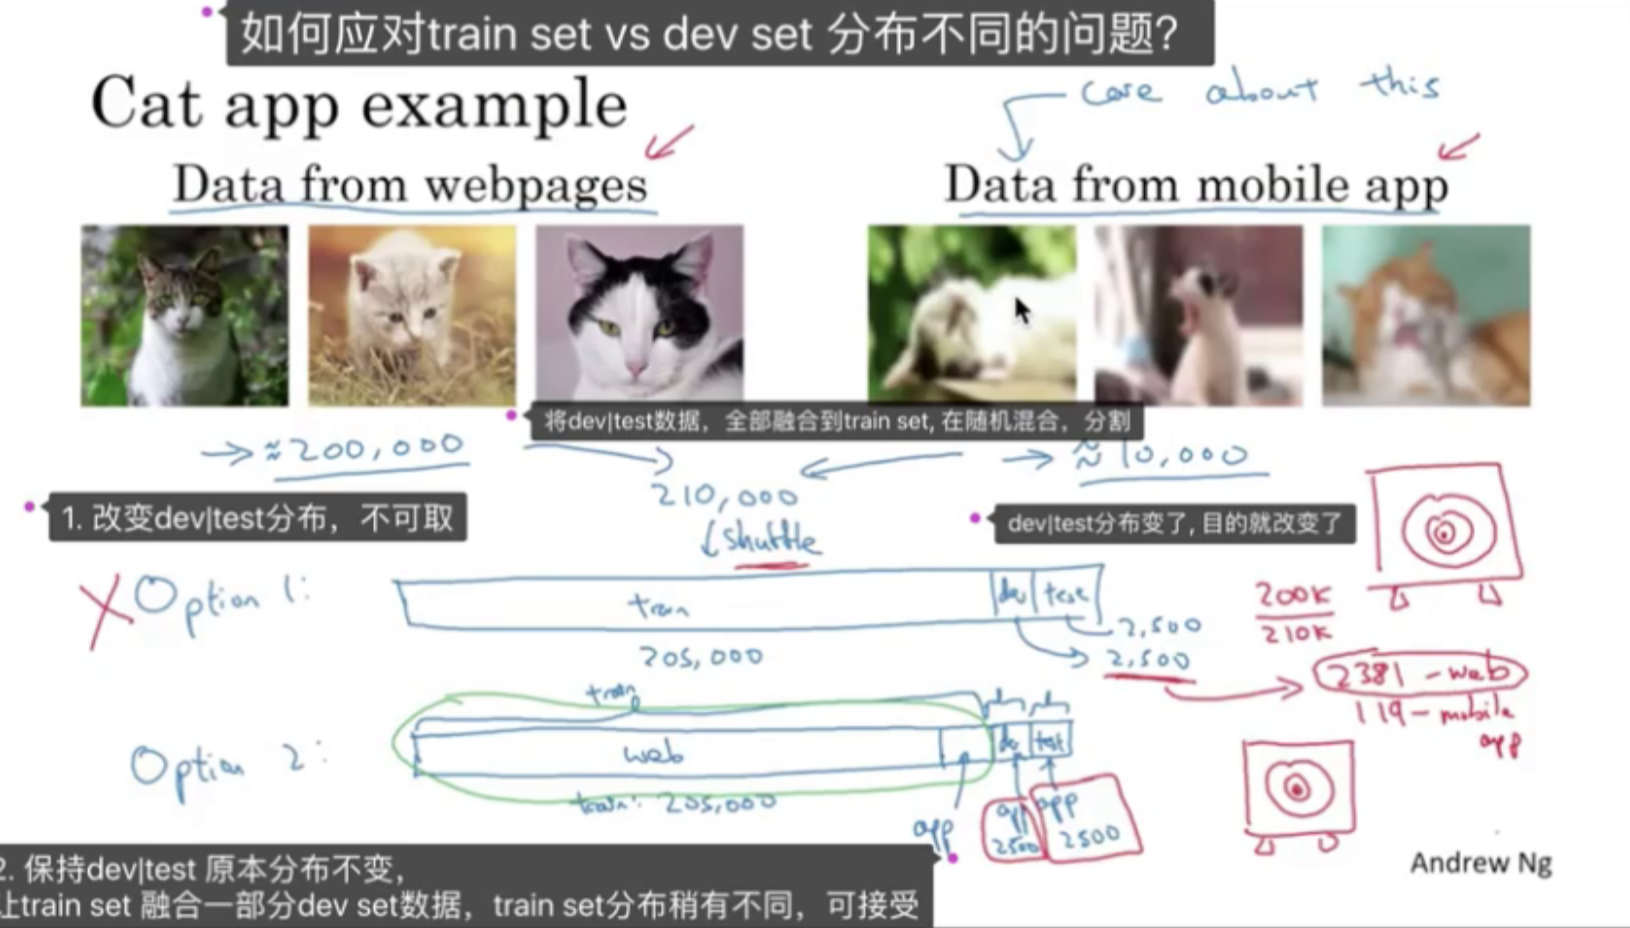 如何应对train set vs dev set 分布不同的问题?
Cat app example
care about this
Data from webpages
Data from mobile app
将dev|test数据，全部融合到train set, 在随机混合，分割
→ ≈200,000
→ ≈10,000
210,000
1. 改变dev|test分布，不可取
dev|test分布变了, 目的就改变了
↓ shuffle
X Option 1:
train
dev
test
200K
210K
2,500
205,000
2,500
2381 - web
119 - mobile app
train
d
T
Option 2:
web
dev
test
train: 205,000
app
app 2500
app 2500
2. 保持dev|test 原本分布不变，
让train set 融合一部分dev set数据，train set分布稍有不同，可接受
Andrew Ng